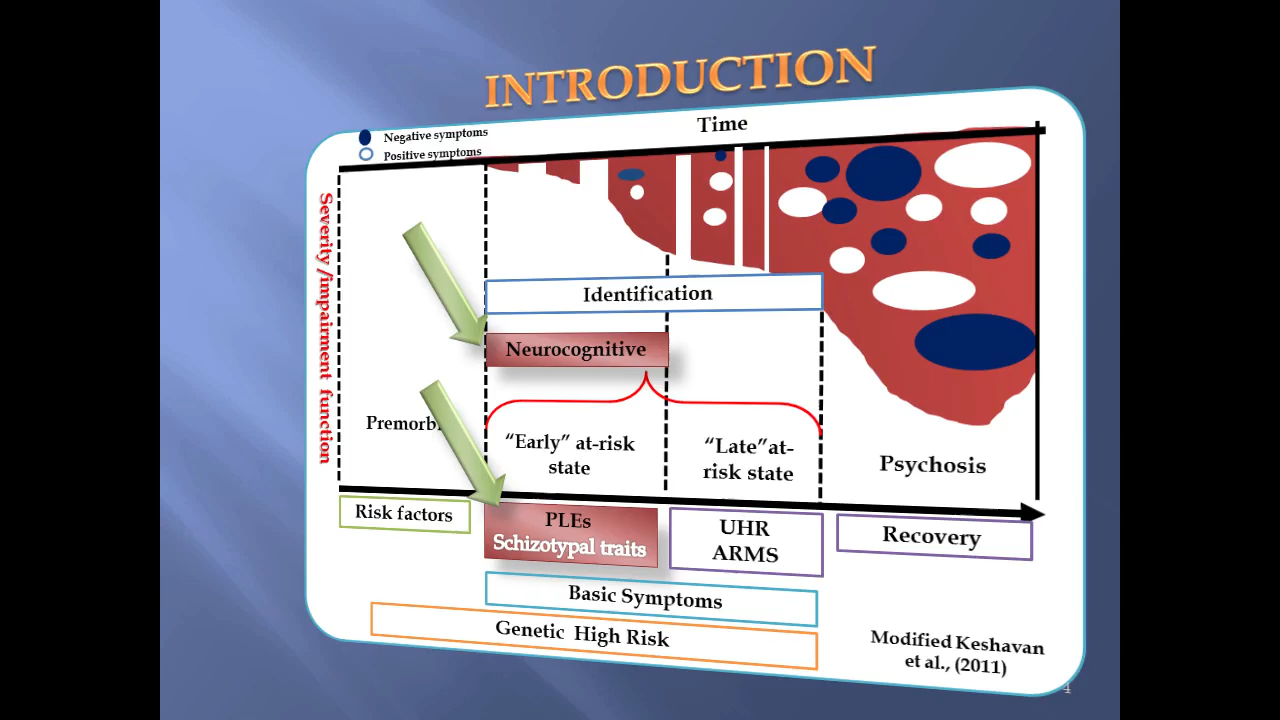 INTRODUCTION
Time
Negative symptoms
Positive symptoms
Severity /impairment function
Identification
Neurocognitive
"Early" at-risk
state
"Late"at-
risk state
Psychosis
Risk factors
PLEs
Schizotypal traits
UHR
ARMS
Recovery
Basic Symptoms
Genetic High Risk
Modified Keshavan
et al., (2011)
4